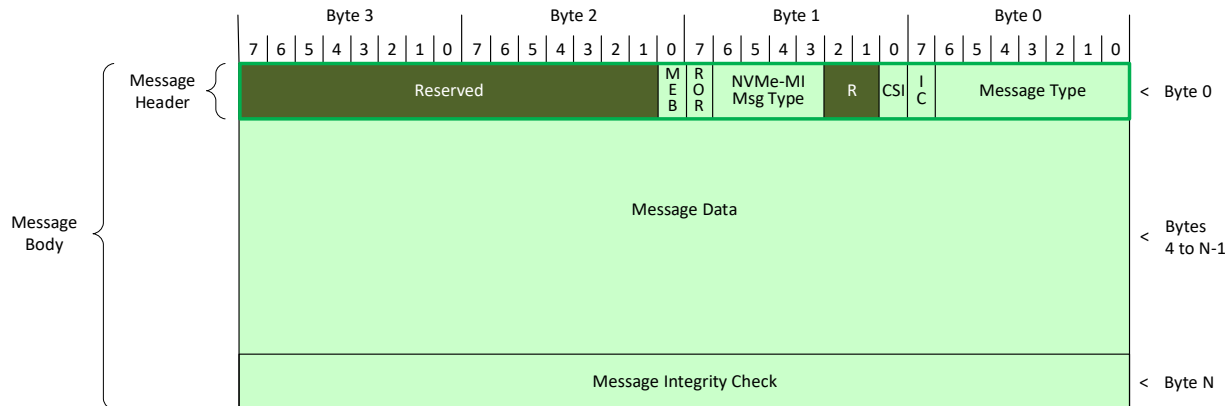 Byte 3 Byte 2 Byte 1 Byte 0
7 6 5 4 3 2 1 0 7 6 5 4 3 2 1 0 7 6 5 4 3 2 1 0 7 6 5 4 3 2 1 0
Message
Header
Reserved
M
E
B
R
O
R
NVMe-MI
Msg Type
R
CSI
I
C
Message Type
< Byte 0
Message
Body
Message Data
< Bytes
4 to N-1
Message Integrity Check
< Byte N